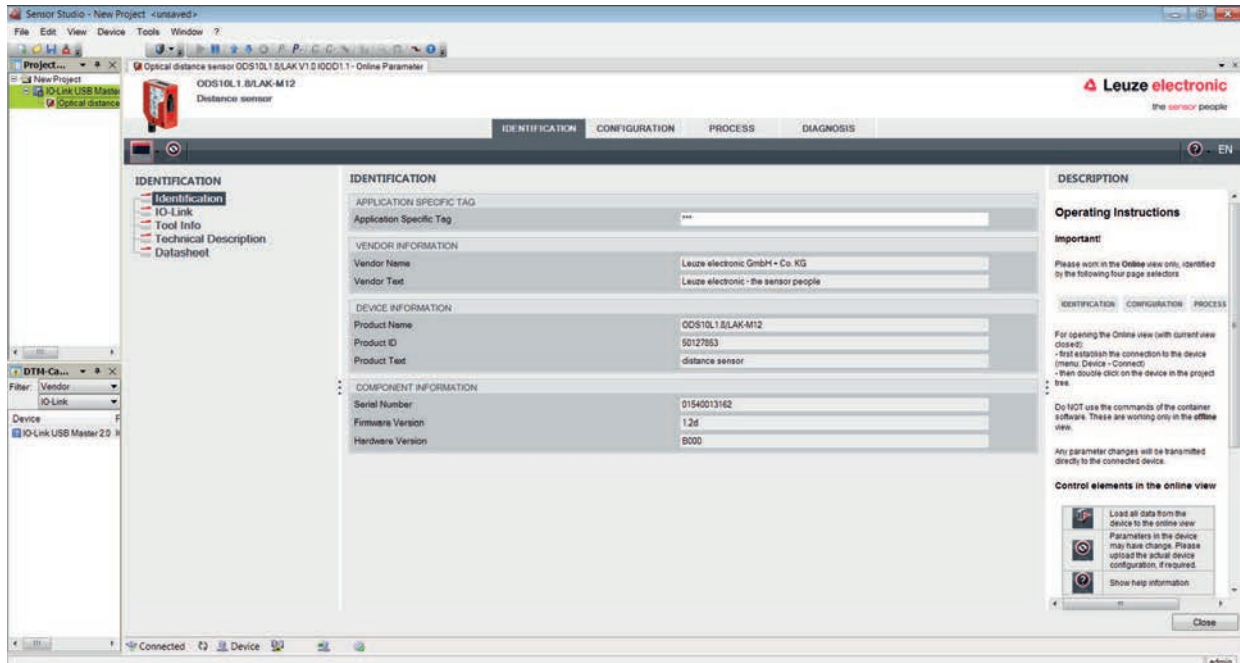 Sensor Studio - New Project <unsaved>
File Edit View Device Tools Window ?
Project...
New Project
IO-Link USB Master
Optical distance
Optical distance sensor ODS10L1.8/LAK V1.0 IODD1.1 - Online Parameter
ODS10L1.8/LAK-M12
Distance sensor
Leuze electronic
the sensor people
IDENTIFICATION CONFIGURATION PROCESS DIAGNOSIS
EN
IDENTIFICATION
Identification
IO-Link
Tool Info
Technical Description
Datasheet
IDENTIFICATION
APPLICATION SPECIFIC TAG
Application Specific Tag ***
VENDOR INFORMATION
Vendor Name Leuze electronic GmbH + Co. KG
Vendor Text Leuze electronic - the sensor people
DEVICE INFORMATION
Product Name ODS10L1.8/LAK-M12
Product ID 50127853
Product Text distance sensor
COMPONENT INFORMATION
Serial Number 01540013162
Firmware Version 1.2d
Hardware Version B000
DESCRIPTION
Operating Instructions
Important!
Please work in the Online view only, identified
by the following four page selectors
IDENTIFICATION CONFIGURATION PROCESS
For opening the Online view (with current view
closed):
- first establish the connection to the device
(menu: Device - Connect)
- then double click on the device in the project
tree.
Do NOT use the commands of the container
software. These are working only in the offline
view.
Any parameter changes will be transmitted
directly to the connected device.
Control elements in the online view
Load all data from the
device to the online view
Parameters in the device
may have change. Please
upload the actual device
configuration, if required.
Show help information
Close
DTM-Ca...
Filter: Vendor
IO-Link
Device
IO-Link USB Master 2.0
Connected Device
admin